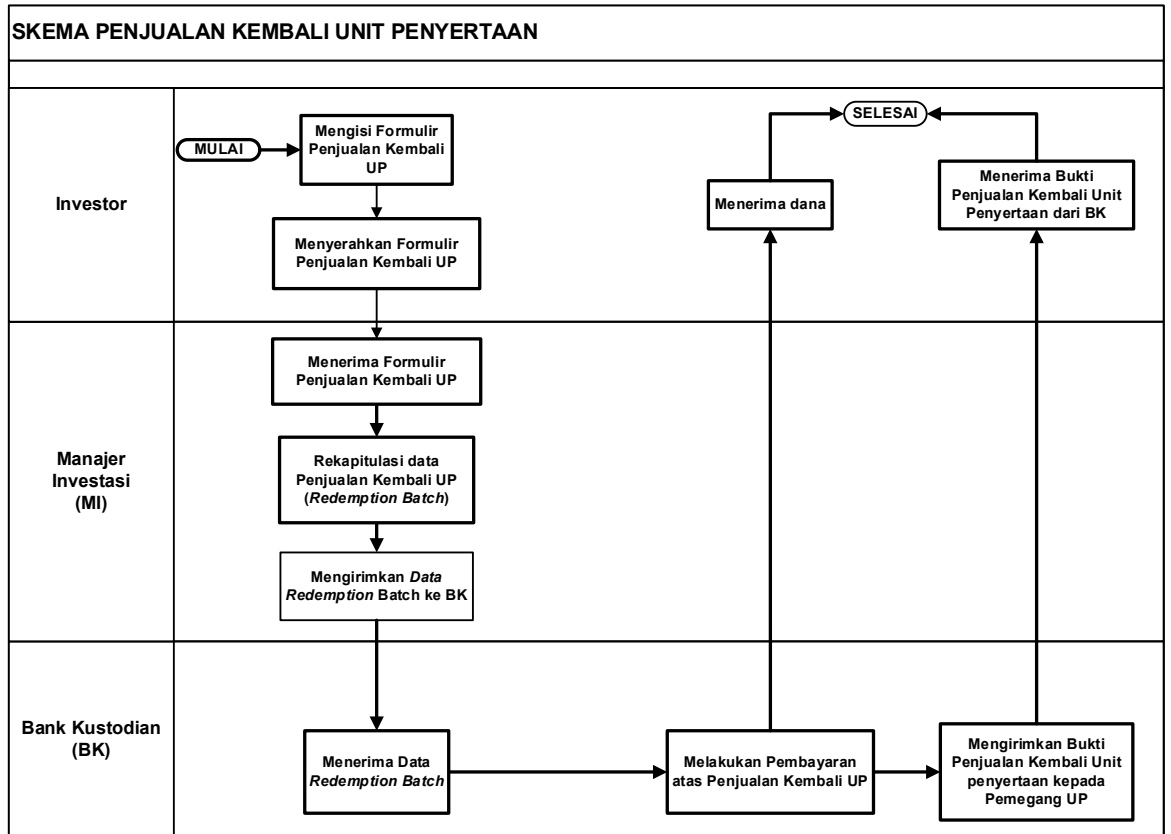 SKEMA PENJUALAN KEMBALI UNIT PENYERTAAN
Investor
MULAI
Mengisi Formulir
Penjualan Kembali
UP
Menyerahkan Formulir
Penjualan Kembali UP
SELESAI
Menerima dana
Menerima Bukti
Penjualan Kembali Unit
Penyertaan dari BK
Manajer
Investasi
(MI)
Menerima Formulir
Penjualan Kembali UP
Rekapitulasi data
Penjualan Kembali UP
(Redemption Batch)
Mengirimkan Data
Redemption Batch ke BK
Bank Kustodian
(BK)
Menerima Data
Redemption Batch
Melakukan Pembayaran
atas Penjualan Kembali UP
Mengirimkan Bukti
Penjualan Kembali Unit
penyertaan kepada
Pemegang UP